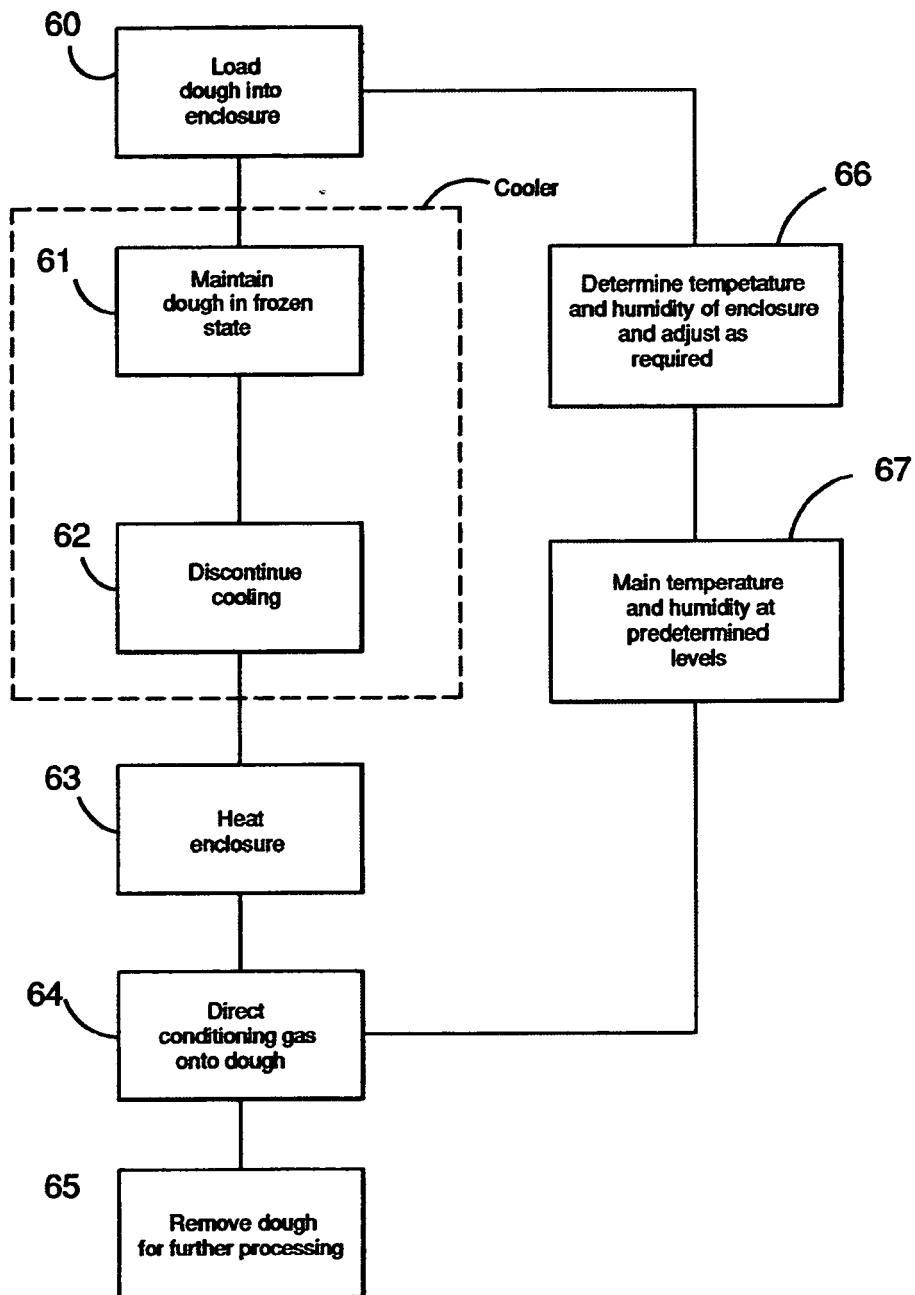 60
Load
dough into
enclosure
Cooler
61
Maintain
dough in frozen
state
62
Discontinue
cooling
63
Heat
enclosure
64
Direct
conditioning gas
onto dough
65
Remove dough
for further processing
66
Determine tempetature
and humidity of enclosure
and adjust as
required
67
Main temperature
and humidity at
predetermined
levels